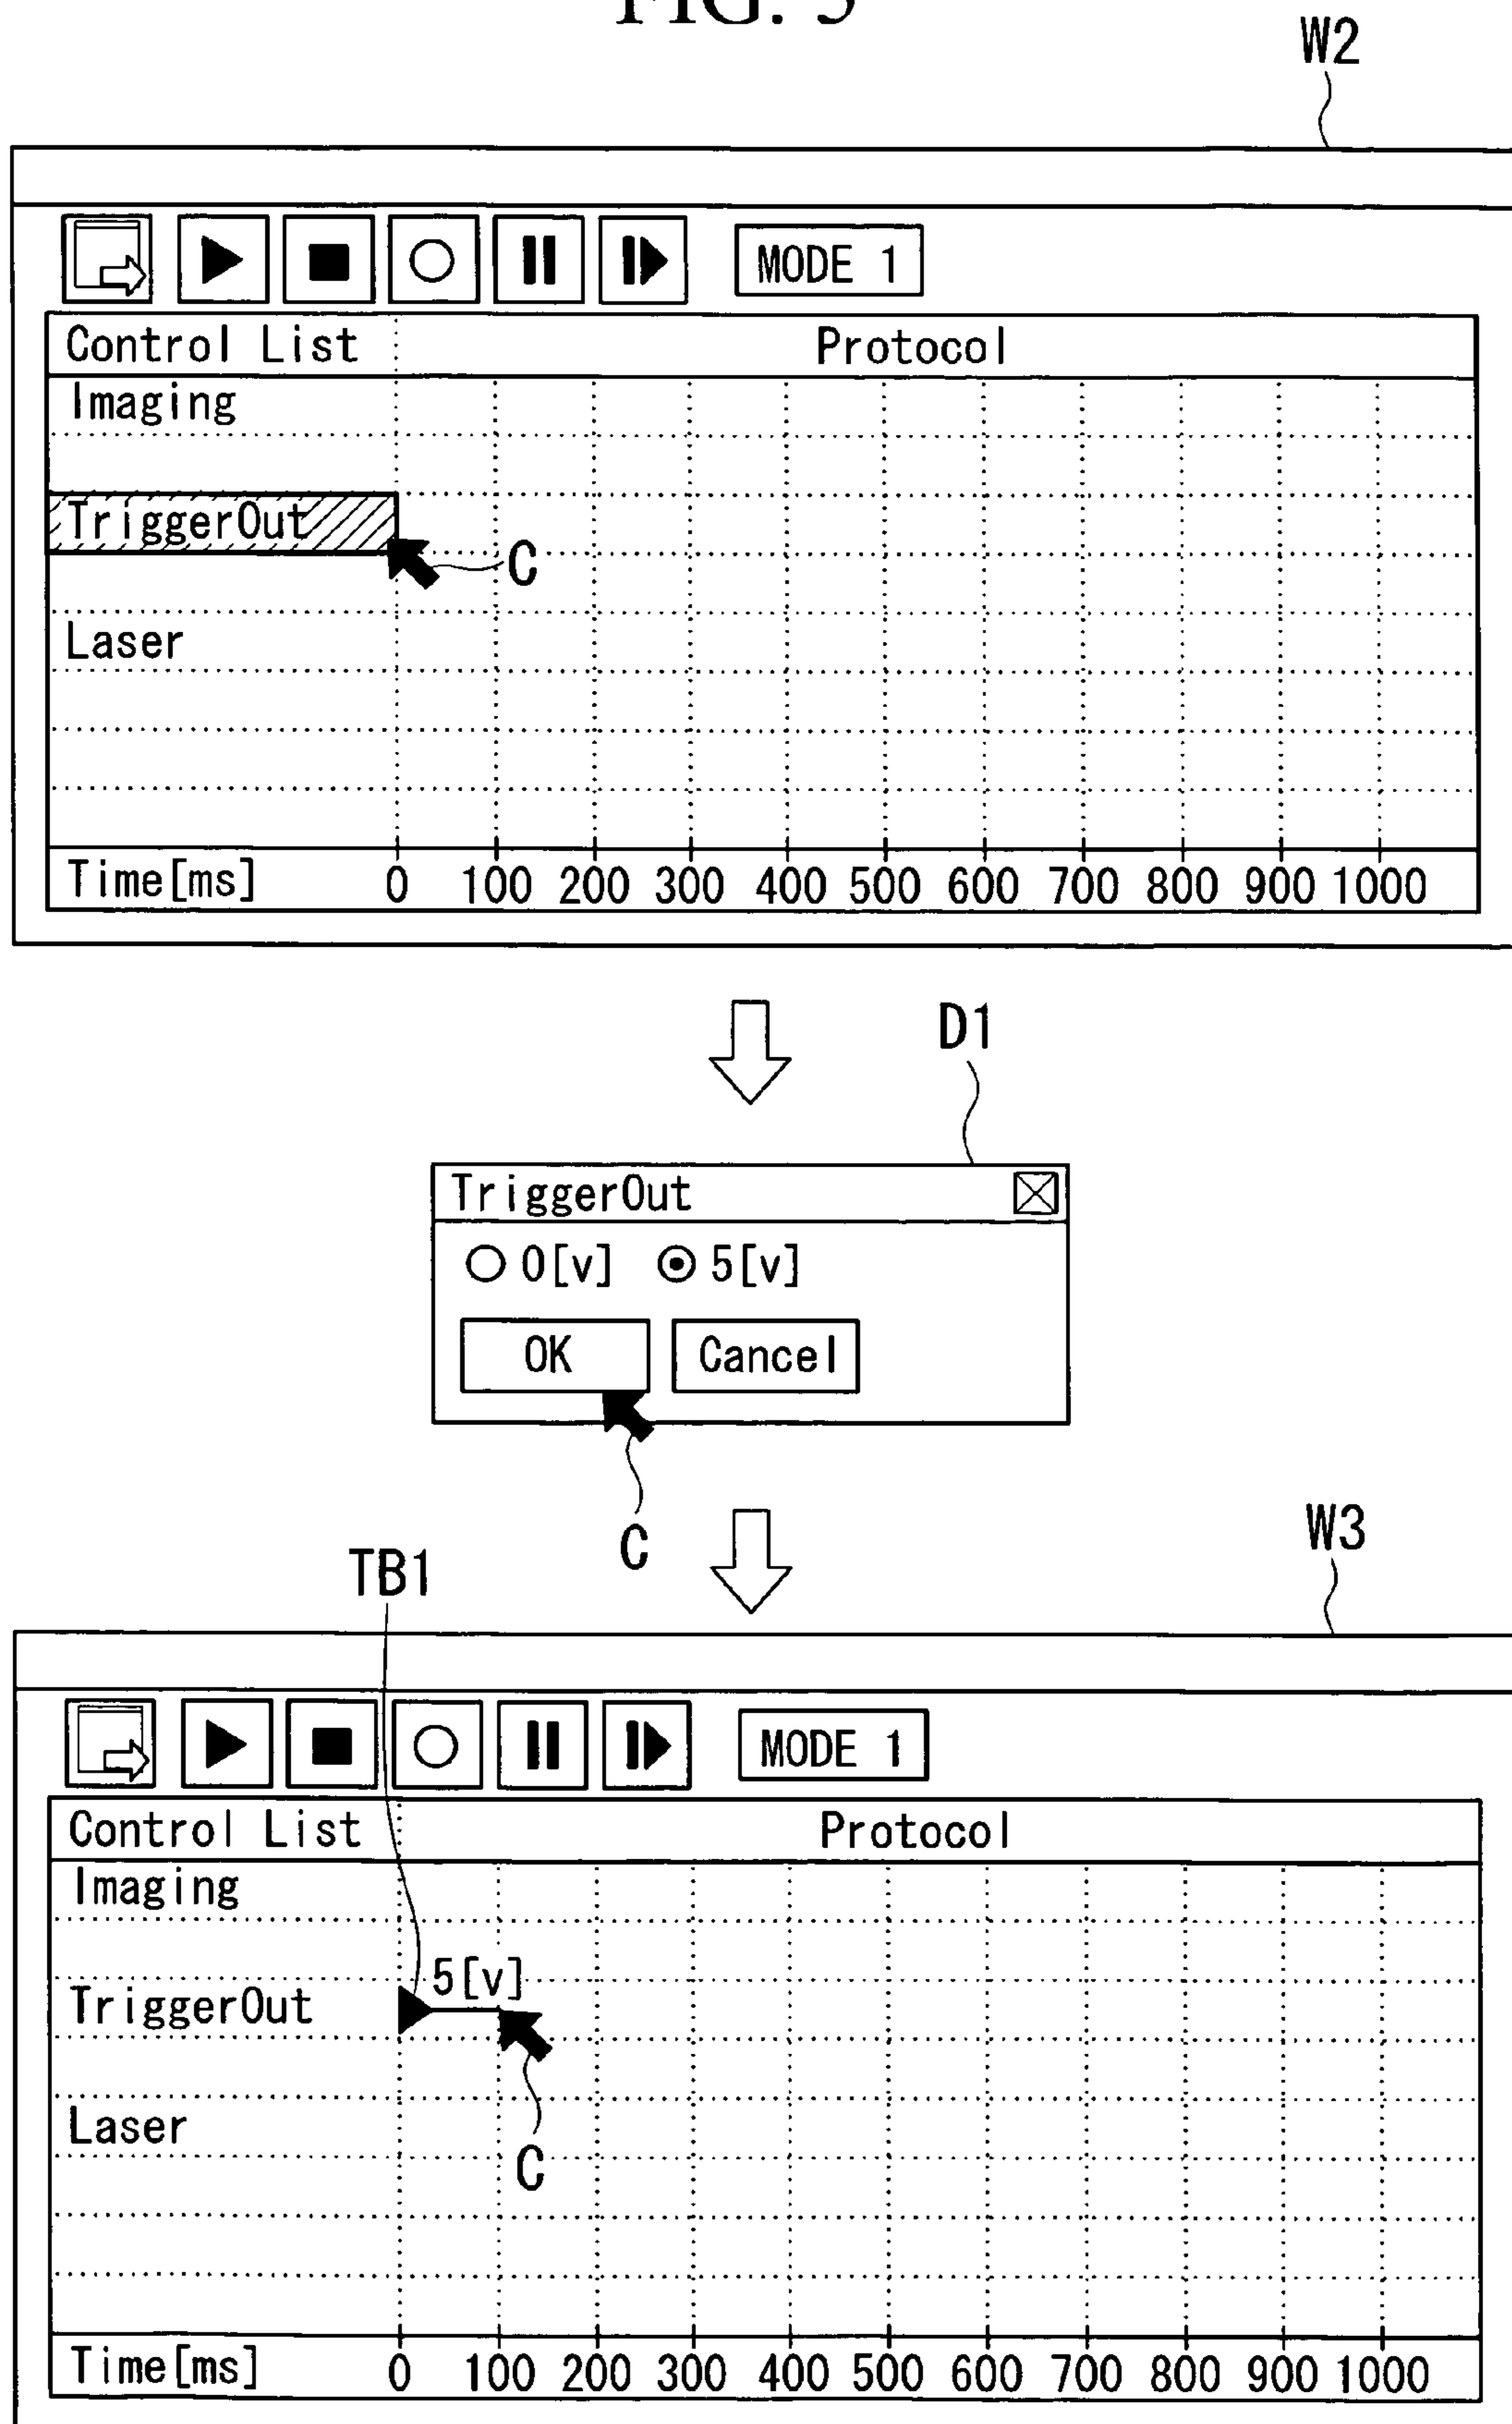 FIG. 5
W2
MODE 1
Control List Protocol
Imaging
TriggerOut
C
Laser
Time[ms] 0 100 200 300 400 500 600 700 800 900 1000
D1
TriggerOut
0[v] 5[v]
OK Cancel
C
W3
TB1
MODE 1
Control List Protocol
Imaging
5[v]
TriggerOut
C
Laser
Time[ms] 0 100 200 300 400 500 600 700 800 900 1000